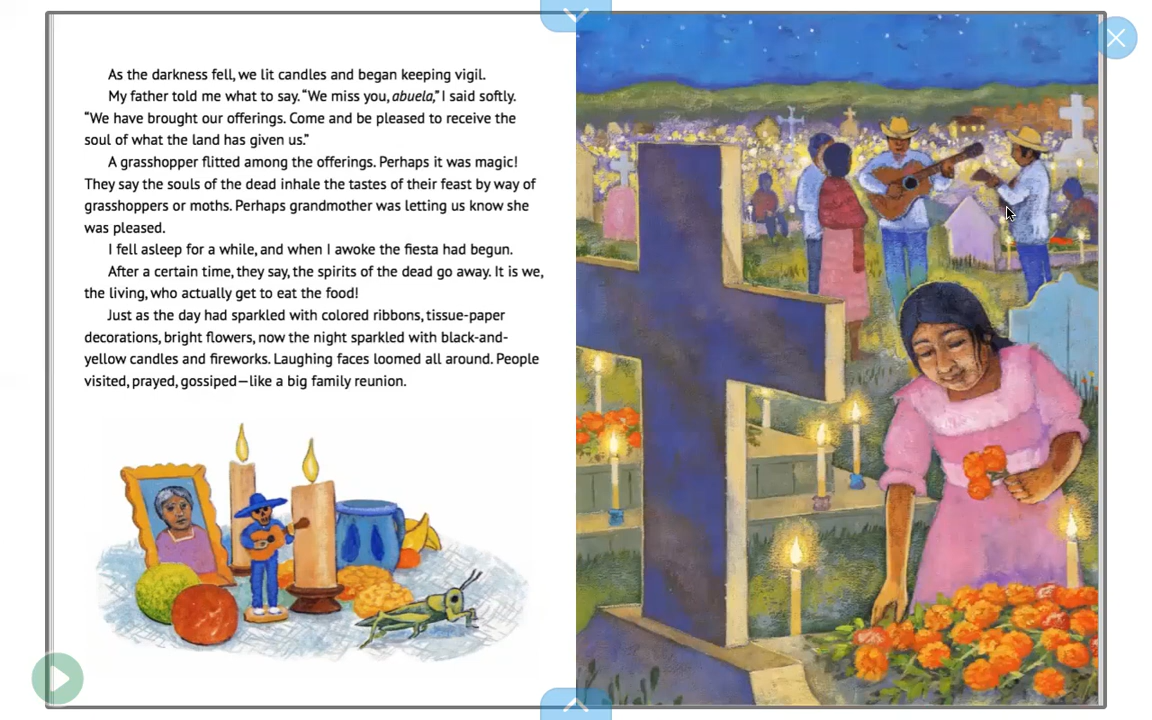 As the darkness fell, we lit candles and began keeping vigil.
My father told me what to say. “We miss you, abuela,” I said softly.
“We have brought our offerings. Come and be pleased to receive the
soul of what the land has given us.”
A grasshopper flitted among the offerings. Perhaps it was magic!
They say the souls of the dead inhale the tastes of their feast by way of
grasshoppers or moths. Perhaps grandmother was letting us know she
was pleased.
I fell asleep for a while, and when I awoke the fiesta had begun.
After a certain time, they say, the spirits of the dead go away. It is we,
the living, who actually get to eat the food!
Just as the day had sparkled with colored ribbons, tissue-paper
decorations, bright flowers, now the night sparkled with black-and-
yellow candles and fireworks. Laughing faces loomed all around. People
visited, prayed, gossiped—like a big family reunion.